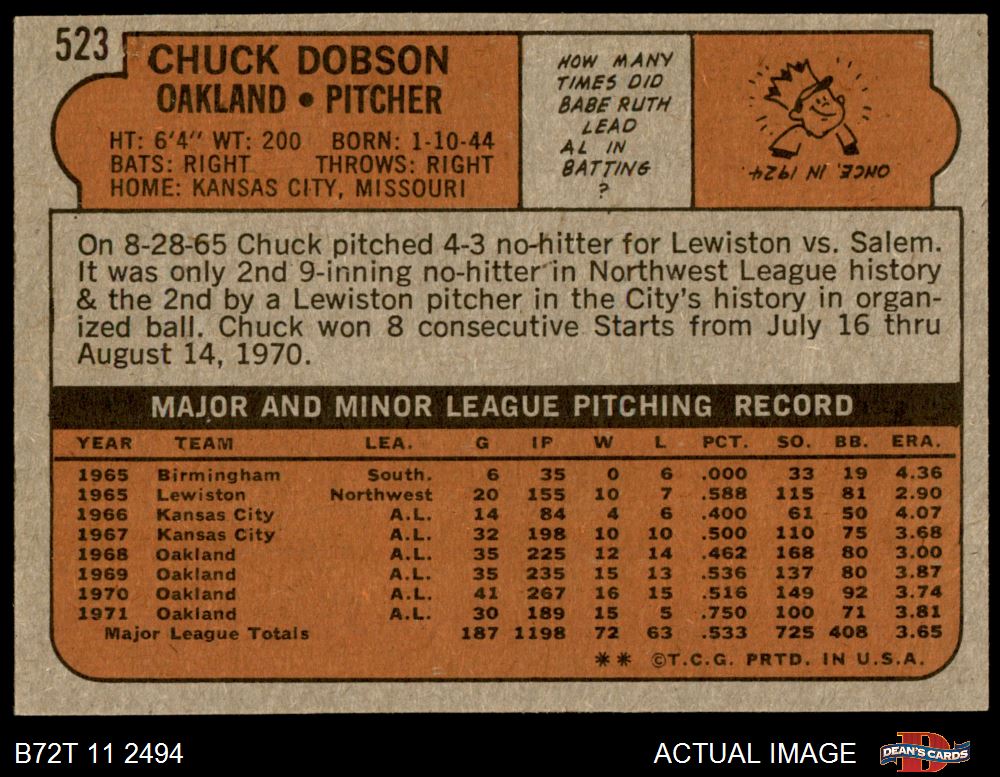 523
CHUCK DOBSON
OAKLAND • PITCHER
HT: 6'4" WT: 200 BORN: 1-10-44
BATS: RIGHT THROWS: RIGHT
HOME: KANSAS CITY, MISSOURI
HOW MANY
TIMES DID
BABE RUTH
LEAD
AL IN
BATTING
?
ONCE. IN 1924.
On 8-28-65 Chuck pitched 4-3 no-hitter for Lewiston vs. Salem.
It was only 2nd 9-inning no-hitter in Northwest League history
& the 2nd by a Lewiston pitcher in the City's history in organ-
ized ball. Chuck won 8 consecutive Starts from July 16 thru
August 14, 1970.
MAJOR AND MINOR LEAGUE PITCHING RECORD
YEAR TEAM LEA. G IP W L PCT. SO. BB. ERA.
1965 Birmingham South. 6 35 0 6 .000 33 19 4.36
1965 Lewiston Northwest 20 155 10 7 .588 115 81 2.90
1966 Kansas City A.L. 14 84 4 6 .400 61 50 4.07
1967 Kansas City A.L. 32 198 10 10 .500 110 75 3.68
1968 Oakland A.L. 35 225 12 14 .462 168 80 3.00
1969 Oakland A.L. 35 235 15 13 .536 137 80 3.87
1970 Oakland A.L. 41 267 16 15 .516 149 92 3.74
1971 Oakland A.L. 30 189 15 5 .750 100 71 3.81
Major League Totals 187 1198 72 63 .533 725 408 3.65
** ©T.C.G. PRTD. IN U.S.A.
B72T 11 2494
ACTUAL IMAGE
DEAN'S CARDS